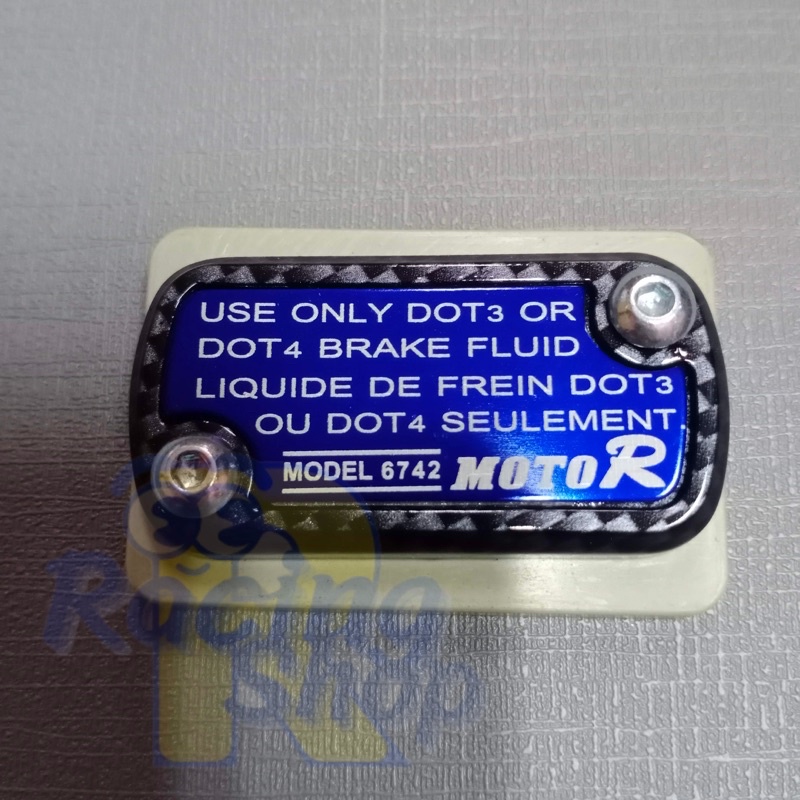 USE ONLY DOT3 OR
DOT4 BRAKE FLUID
LIQUIDE DE FREIN DOT3
OU DOT4 SEULEMENT.
MODEL 6742 MOTOR
Racing
Shop